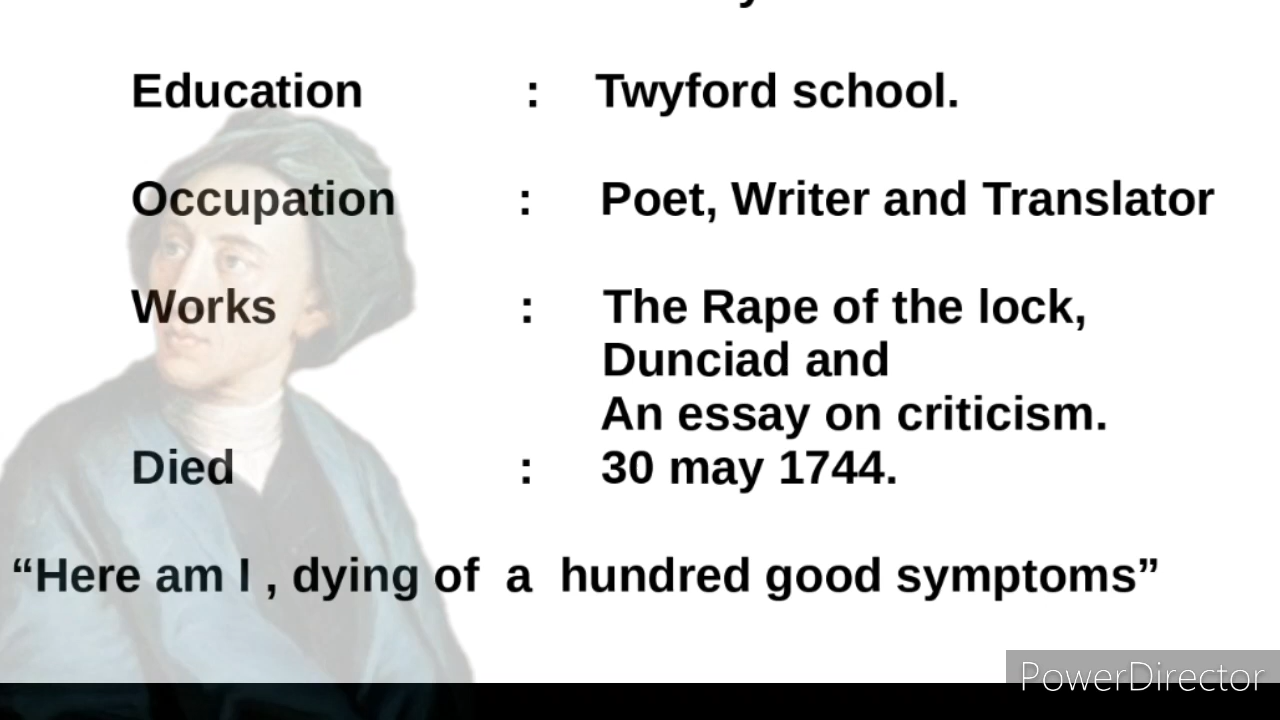 Education : Twyford school.
Occupation : Poet, Writer and Translator
Works : The Rape of the lock,
Dunciad and
An essay on criticism.
Died : 30 may 1744.
“Here am I , dying of a hundred good symptoms”
PowerDirector